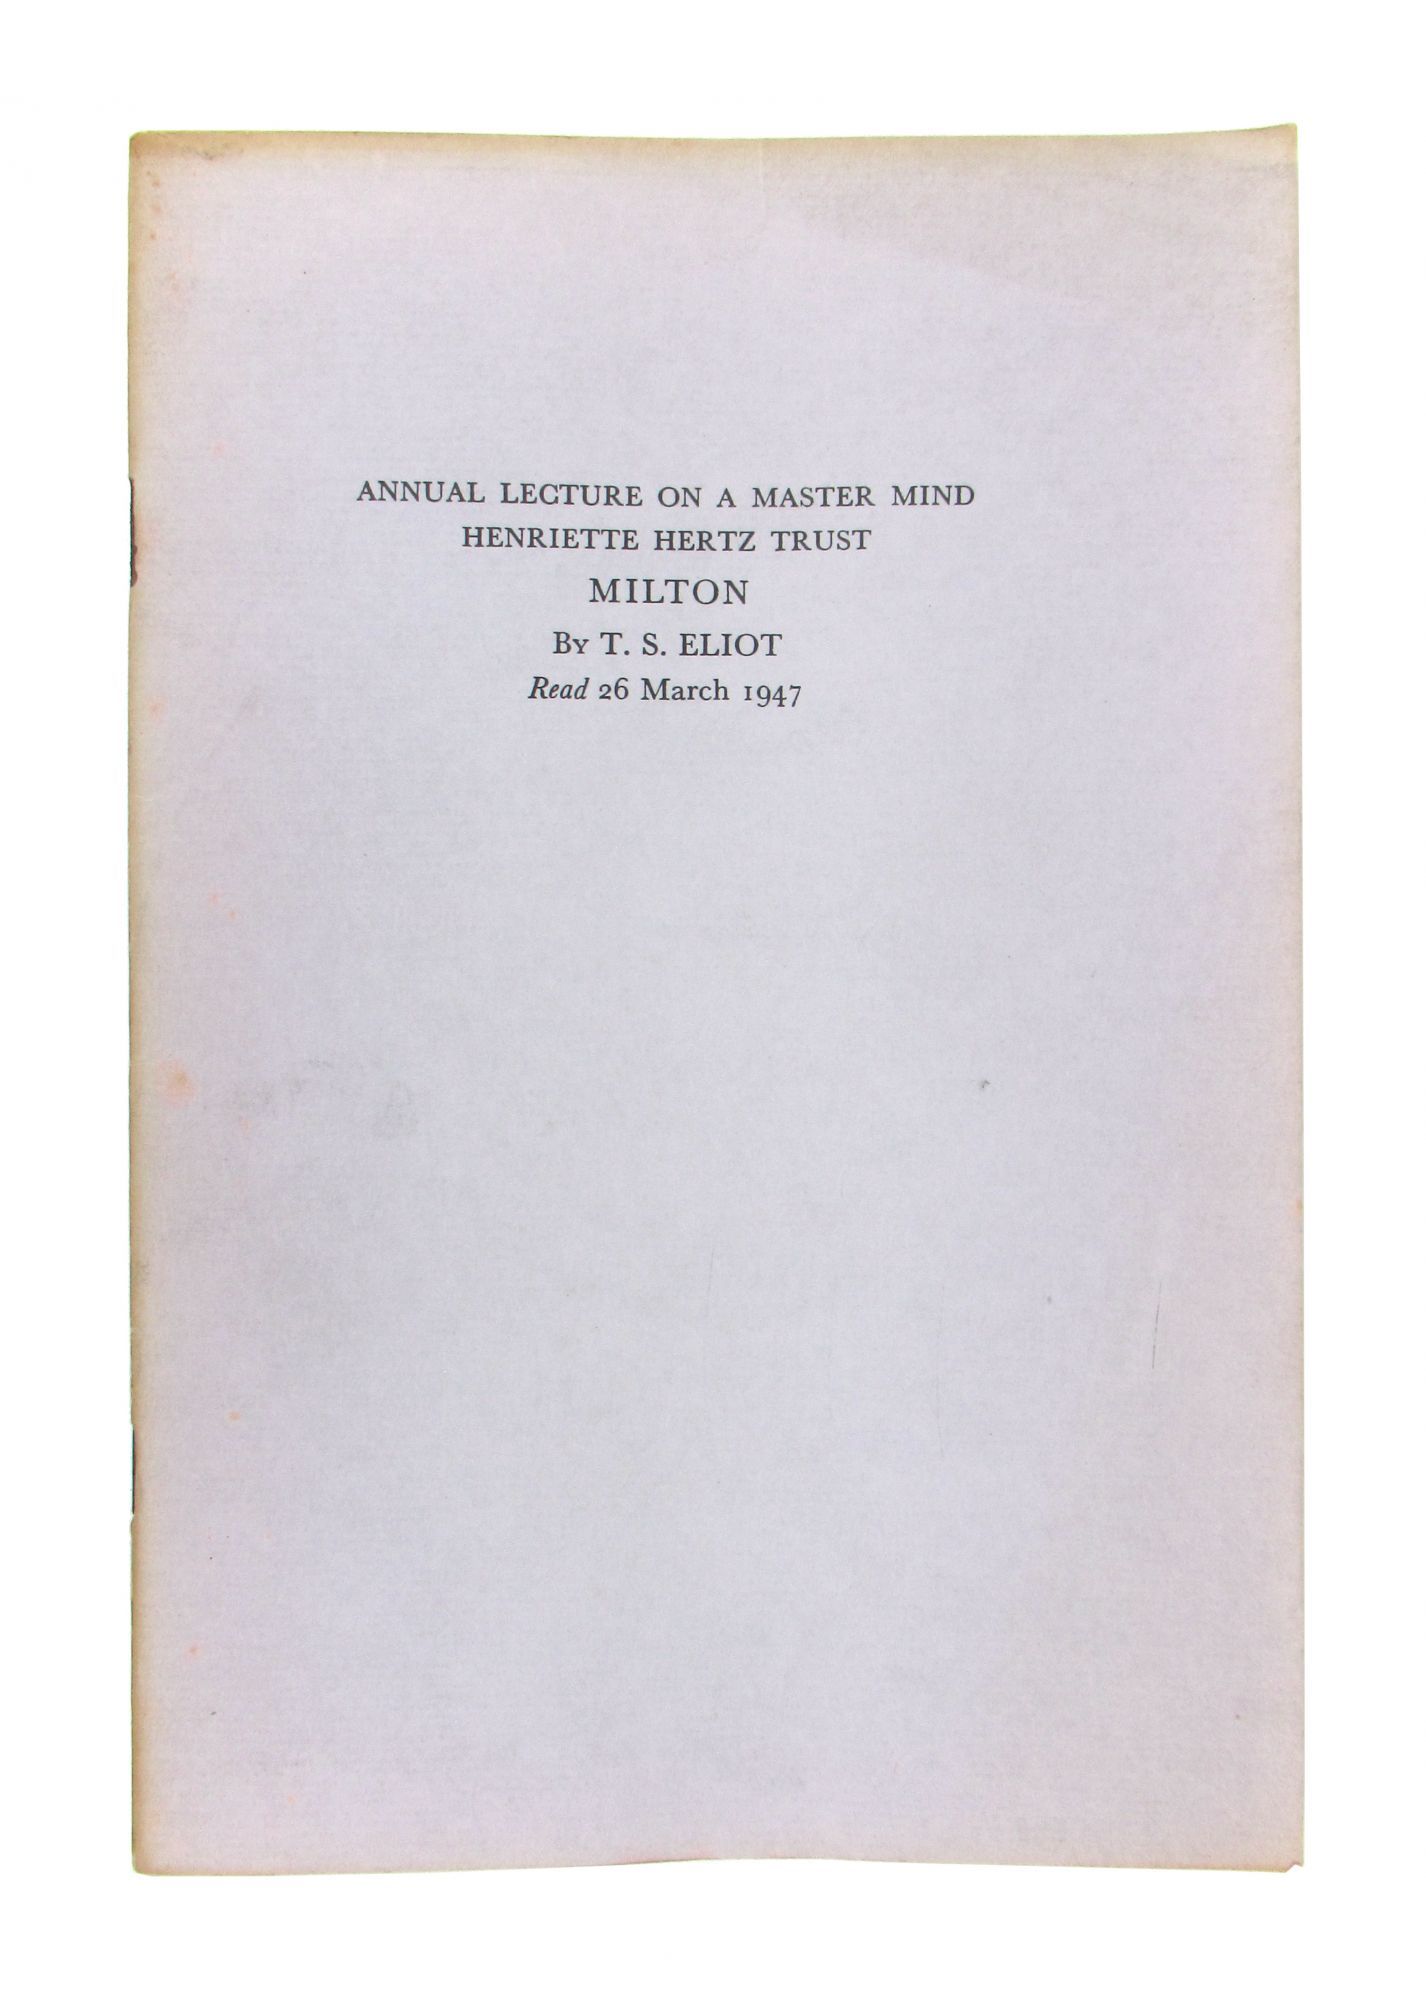 ANNUAL LECTURE ON A MASTER MIND
HENRIETTE HERTZ TRUST
MILTON
By T. S. ELIOT
Read 26 March 1947